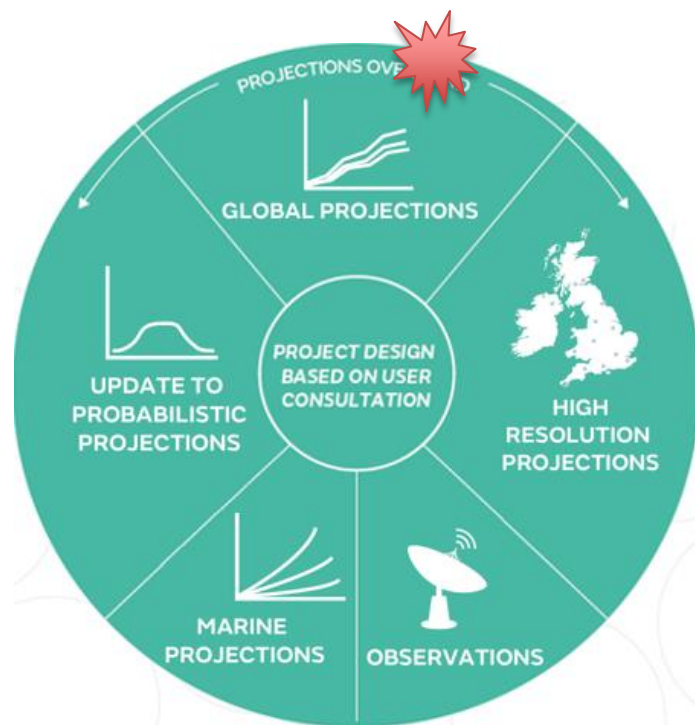 PROJECTIONS
GLOBAL PROJECTIONS
PROJECT DESIGN
BASED ON USER
CONSULTATION
UPDATE TO
PROBABILISTIC
PROJECTIONS
HIGH
RESOLUTION
PROJECTIONS
MARINE
PROJECTIONS
OBSERVATIONS